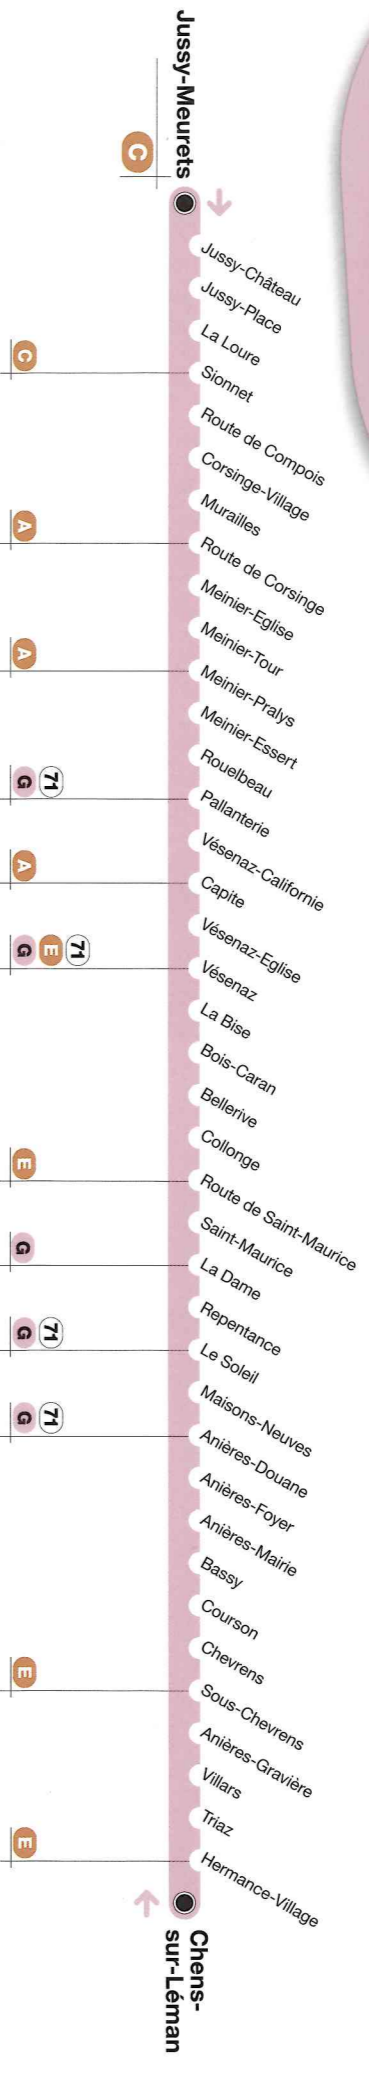 Jussy-Meurets
C
Jussy-Château
Jussy-Place
La Loure
Sionnet
C
Route de Compois
Corsinge-Village
Murailles
Route de Corsinge
A
Meinier-Eglise
Meinier-Tour
Meinier-Pralys
A
Meinier-Essert
Rouelbeau
Pallanterie
71
G
Vésenaz-Californie
Capite
A
Vésenaz-Eglise
Vésenaz
71
E
G
La Bise
Bois-Caran
Bellerive
Collonge
Route de Saint-Maurice
E
Saint-Maurice
La Dame
G
Repentance
Le Soleil
71
G
Maisons-Neuves
Anières-Douane
71
G
Anières-Foyer
Anières-Mairie
Bassy
Courson
Chevrens
Sous-Chevrens
E
Anières-Gravière
Villars
Triaz
Hermance-Village
E
Chens-
sur-Léman